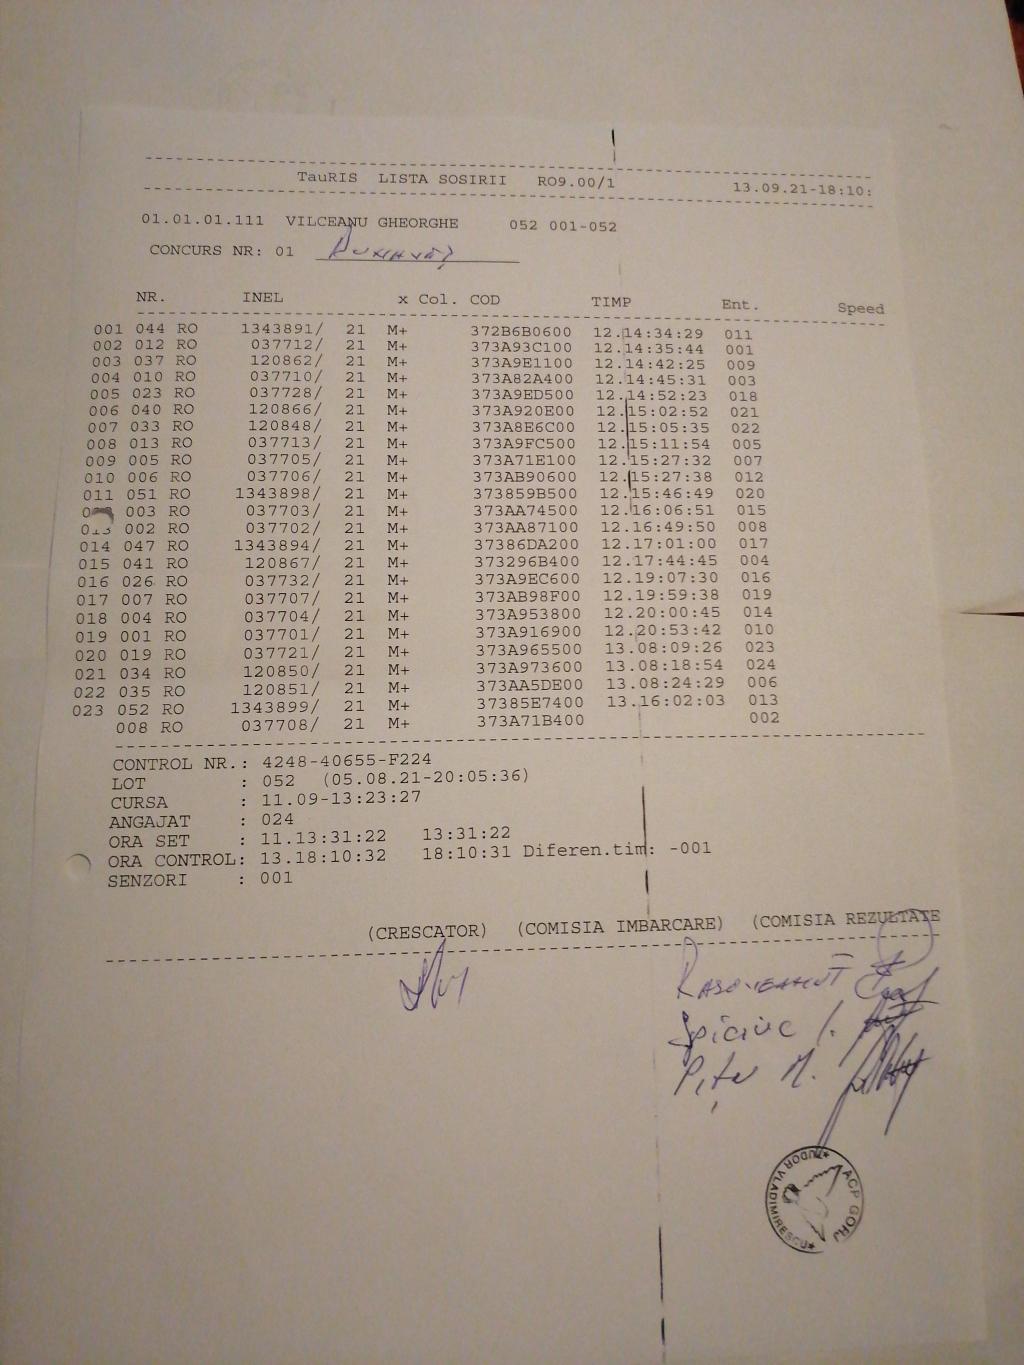 TauRIS LISTA SOSIRII RO9.00/1 13.09.21-18:10:
01.01.01.111 VILCEANU GHEORGHE 052 001-052
CONCURS NR: 01
NR. INEL x Col. COD TIMP Ent. Speed
001 044 RO 1343891/ 21 M+ 372B6B0600 12.14:34:29 011
002 012 RO 037712/ 21 M+ 373A93C100 12.14:35:44 001
003 037 RO 120862/ 21 M+ 373A9E1100 12.14:42:25 009
004 010 RO 037710/ 21 M+ 373A82A400 12.14:45:31 003
005 023 RO 037728/ 21 M+ 373A9ED500 12.14:52:23 018
006 040 RO 120866/ 21 M+ 373A920E00 12.15:02:52 021
007 033 RO 120848/ 21 M+ 373A8E6C00 12.15:05:35 022
008 013 RO 037713/ 21 M+ 373A9FC500 12.15:11:54 005
009 005 RO 037705/ 21 M+ 373A71E100 12.15:27:32 007
010 006 RO 037706/ 21 M+ 373AB90600 12.15:27:38 012
011 051 RO 1343898/ 21 M+ 373859B500 12.15:46:49 020
003 RO 037703/ 21 M+ 373AA74500 12.16:06:51 015
013 002 RO 037702/ 21 M+ 373AA87100 12.16:49:50 008
014 047 RO 1343894/ 21 M+ 37386DA200 12.17:01:00 017
015 041 RO 120867/ 21 M+ 373296B400 12.17:44:45 004
016 026 RO 037732/ 21 M+ 373A9EC600 12.19:07:30 016
017 007 RO 037707/ 21 M+ 373AB98F00 12.19:59:38 019
018 004 RO 037704/ 21 M+ 373A953800 12.20:00:45 014
019 001 RO 037701/ 21 M+ 373A916900 12.20:53:42 010
020 019 RO 037721/ 21 M+ 373A965500 13.08:09:26 023
021 034 RO 120850/ 21 M+ 373A973600 13.08:18:54 024
022 035 RO 120851/ 21 M+ 373AA5DE00 13.08:24:29 006
023 052 RO 1343899/ 21 M+ 37385E7400 13.16:02:03 013
008 RO 037708/ 21 M+ 373A71B400 002
CONTROL NR.: 4248-40655-F224
LOT : 052 (05.08.21-20:05:36)
CURSA : 11.09-13:23:27
ANGAJAT : 024
ORA SET : 11.13:31:22 13:31:22
ORA CONTROL: 13.18:10:32 18:10:31 Diferen.tim: -001
SENZORI : 001
(CRESCATOR) (COMISIA IMBARCARE) (COMISIA REZULTATE
ACP GORJ
TUDOR VLADIMIRESCU